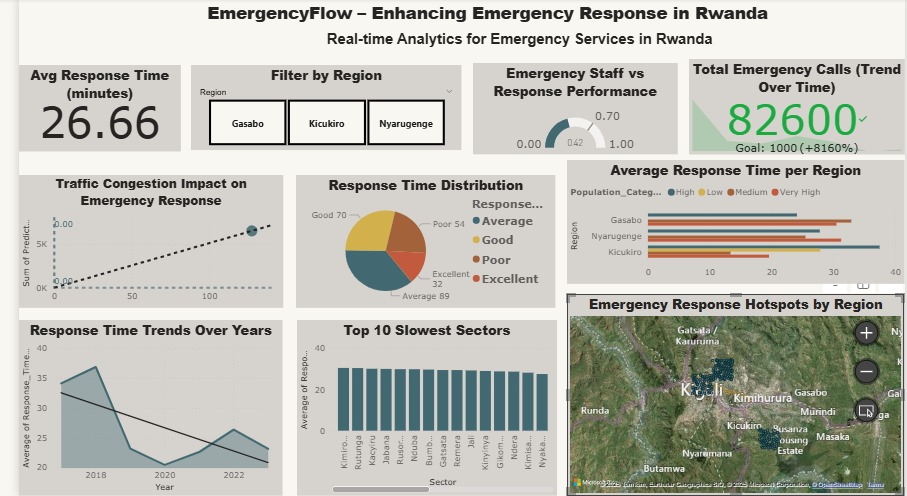 EmergencyFlow – Enhancing Emergency Response in Rwanda
Real-time Analytics for Emergency Services in Rwanda
Avg Response Time
(minutes)
26.66
Filter by Region
Region
Gasabo
Kicukiro
Nyarugenge
Emergency Staff vs
Response Performance
0.70
0.00
0.42
1.00
Total Emergency Calls (Trend
Over Time)
82600
Goal: 1000 (+8160%)
Traffic Congestion Impact on
Emergency Response
Sum of Predict...
0.00
5K
0.00
0K
0
50
100
Response Time Distribution
Good 70
Poor 54
Excellent
32
Average 89
Response...
Average
Good
Poor
Excellent
Average Response Time per Region
Population_Categ...
High
Low
Medium
Very High
Region
Gasabo
Nyarugenge
Kicukiro
0
10
20
30
40
Response Time Trends Over Years
Average of Response_Time...
40
35
30
25
20
2018
2020
2022
Year
Top 10 Slowest Sectors
Average of Respo...
40
20
0
Kimiro...
Rutunga
Kacyiru
Jabana
Rusor...
Nduba
Bumb...
Gatsata
Remera
Jali
Kinyinya
Gikom...
Ndera
Kimisa...
Nyaka...
Sector
Emergency Response Hotspots by Region
Gatsata /
Karuruma
Kigali
Kimihurura
Gasabo
Runda
Murindi
Kicukiro
Busanza
Housing
Estate
Masaka
Nyamirama
Butamwa
© 2025 TomTom, Earthstar Geographics SIO, © 2025 Microsoft Corporation, © OpenStreetMap
Terms